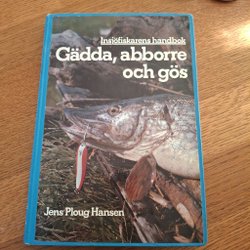 Insjöfiskarens handbok
Gädda, abborre
och gös
Jens Ploug Hansen